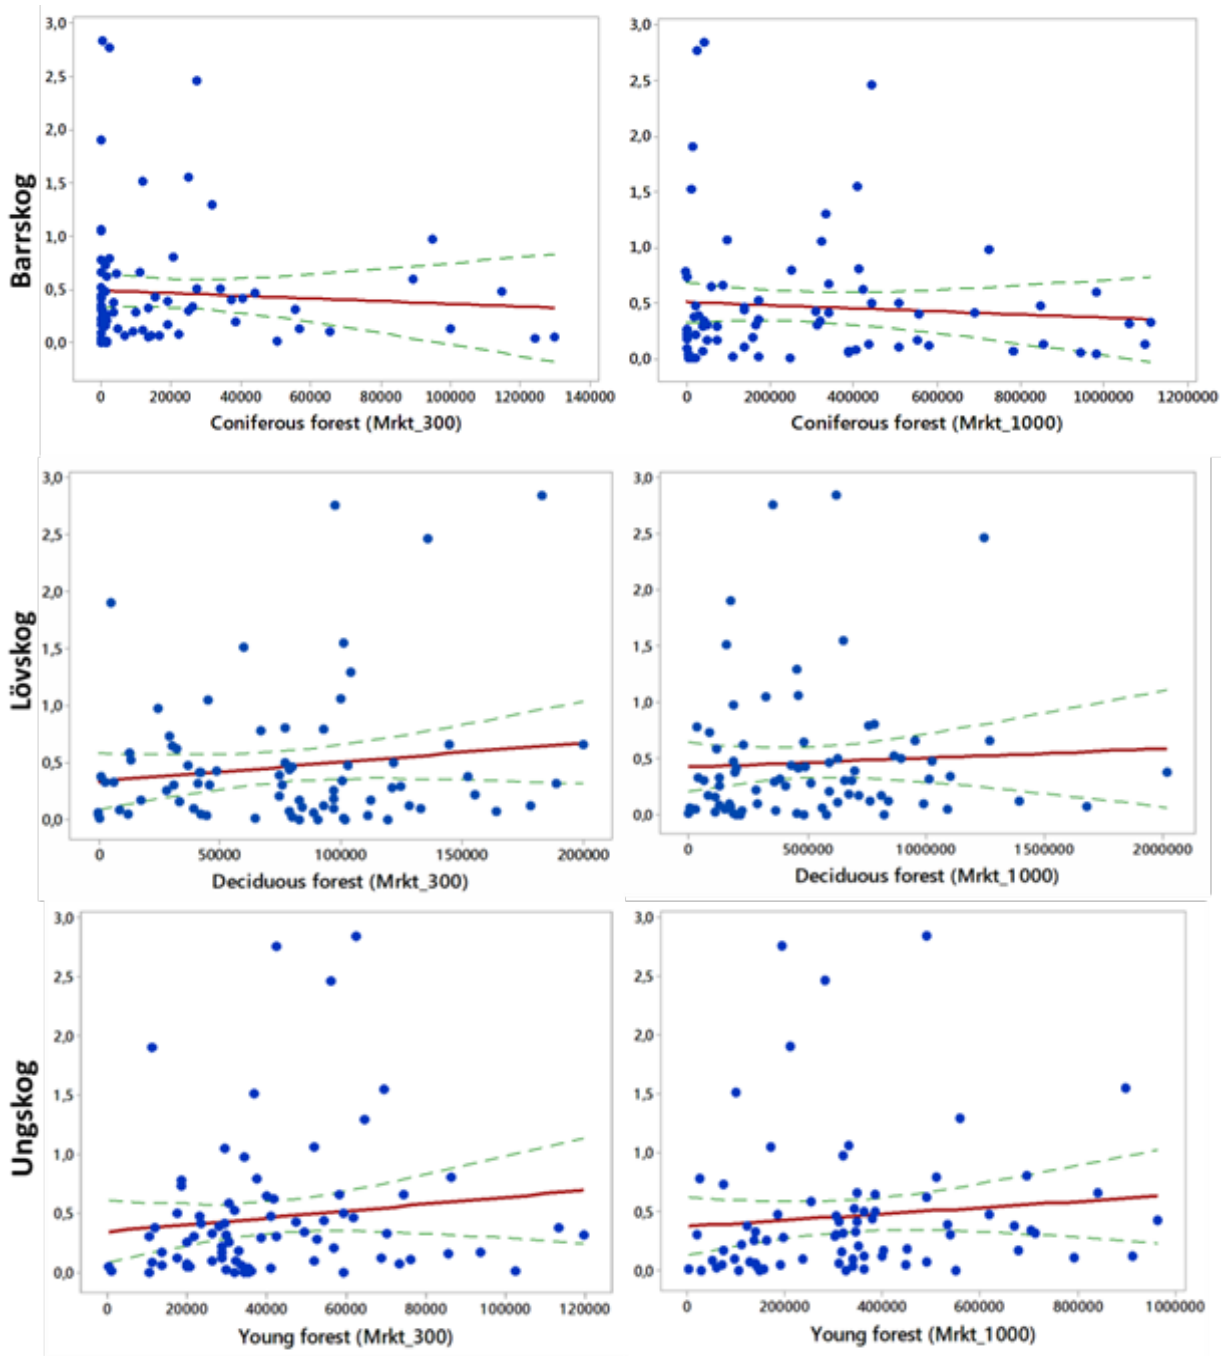 Barrskog
3,0
2,5
2,0
1,5
1,0
0,5
0,0
0 20000 40000 60000 80000 100000 120000 140000
Coniferous forest (Mrkt_300)
3,0
2,5
2,0
1,5
1,0
0,5
0,0
0 200000 400000 600000 800000 1000000 1200000
Coniferous forest (Mrkt_1000)
Lövskog
3,0
2,5
2,0
1,5
1,0
0,5
0,0
0 50000 100000 150000 200000
Deciduous forest (Mrkt_300)
3,0
2,5
2,0
1,5
1,0
0,5
0,0
0 500000 1000000 1500000 2000000
Deciduous forest (Mrkt_1000)
Ungskog
3,0
2,5
2,0
1,5
1,0
0,5
0,0
0 20000 40000 60000 80000 100000 120000
Young forest (Mrkt_300)
3,0
2,5
2,0
1,5
1,0
0,5
0,0
0 200000 400000 600000 800000 1000000
Young forest (Mrkt_1000)